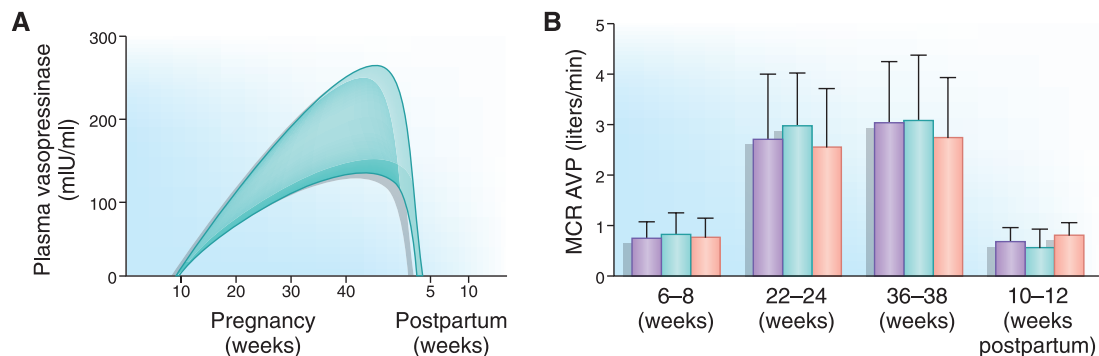 A
Plasma vasopressinase
(mIU/ml)
300
200
100
0
10
20
30
40
5
10
Pregnancy
(weeks)
Postpartum
(weeks)
B
MCR AVP (liters/min)
5
4
3
2
1
0
6–8
(weeks)
22–24
(weeks)
36–38
(weeks)
10–12
(weeks
postpartum)